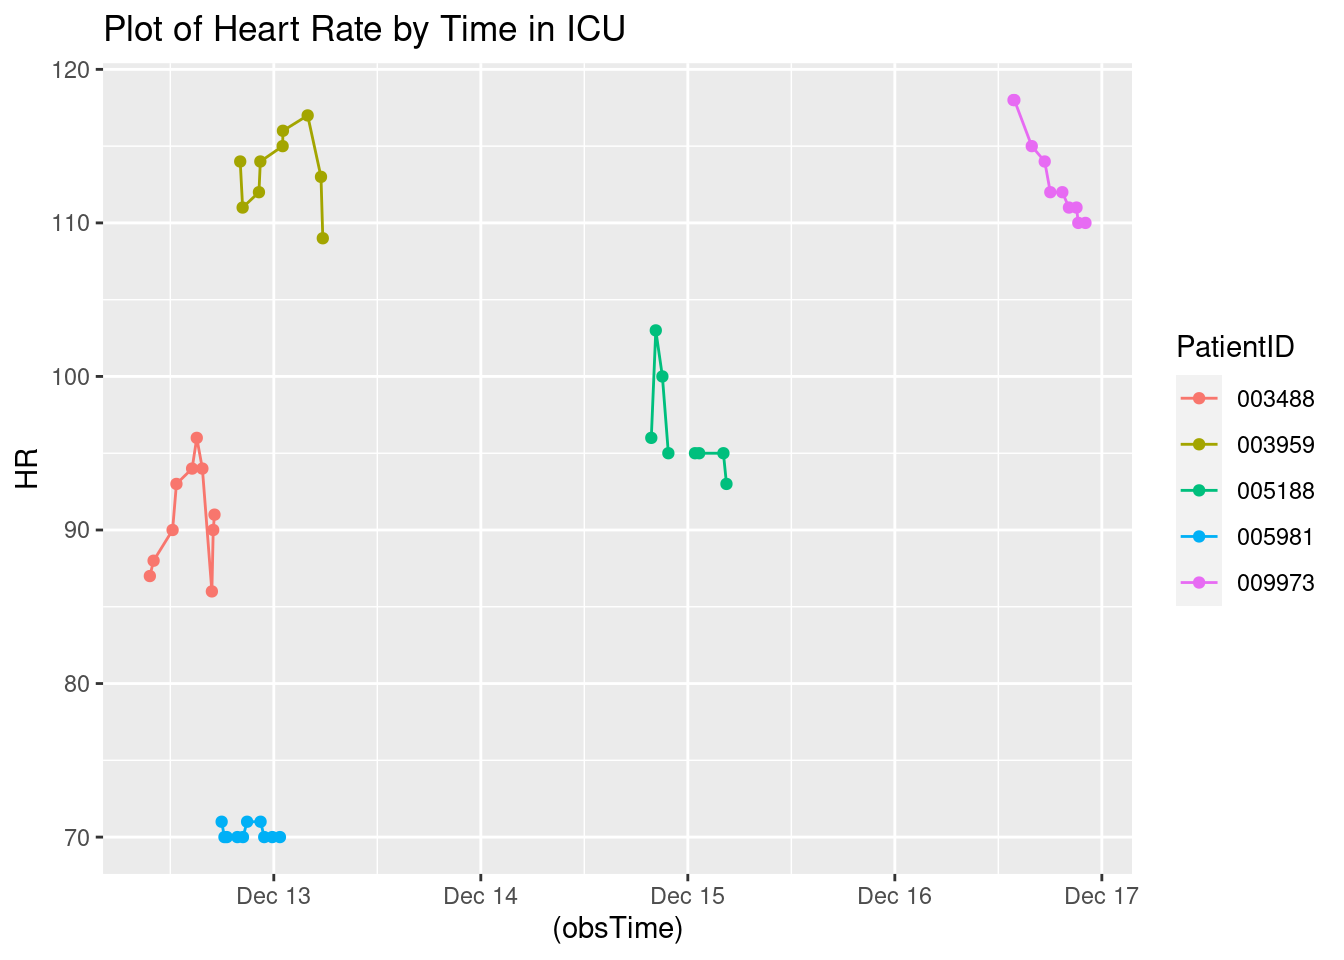 Plot of Heart Rate by Time in ICU
120
110
100
90
80
70
HR
Dec 13
Dec 14
Dec 15
Dec 16
Dec 17
(obsTime)
PatientID
003488
003959
005188
005981
009973